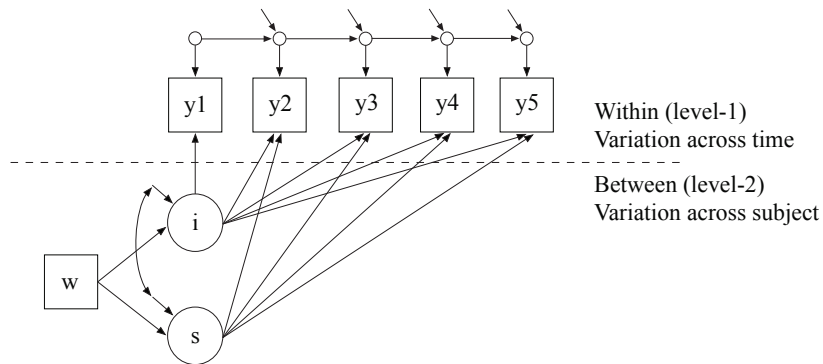 y1 y2 y3 y4 y5
Within (level-1)
Variation across time
Between (level-2)
Variation across subject
i
w
s